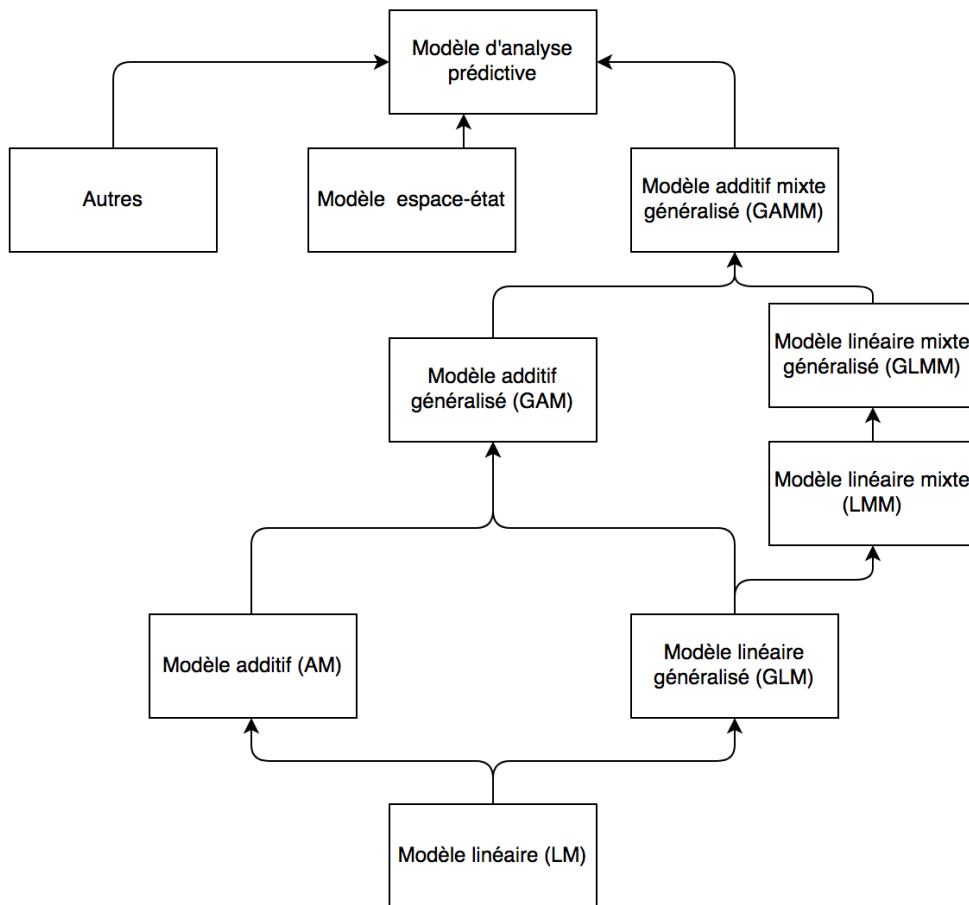 Modèle d'analyse
prédictive
Autres
Modèle espace-état
Modèle additif mixte
généralisé (GAMM)
Modèle linéaire mixte
généralisé (GLMM)
Modèle additif
généralisé (GAM)
Modèle linéaire mixte
(LMM)
Modèle additif (AM)
Modèle linéaire
généralisé (GLM)
Modèle linéaire (LM)